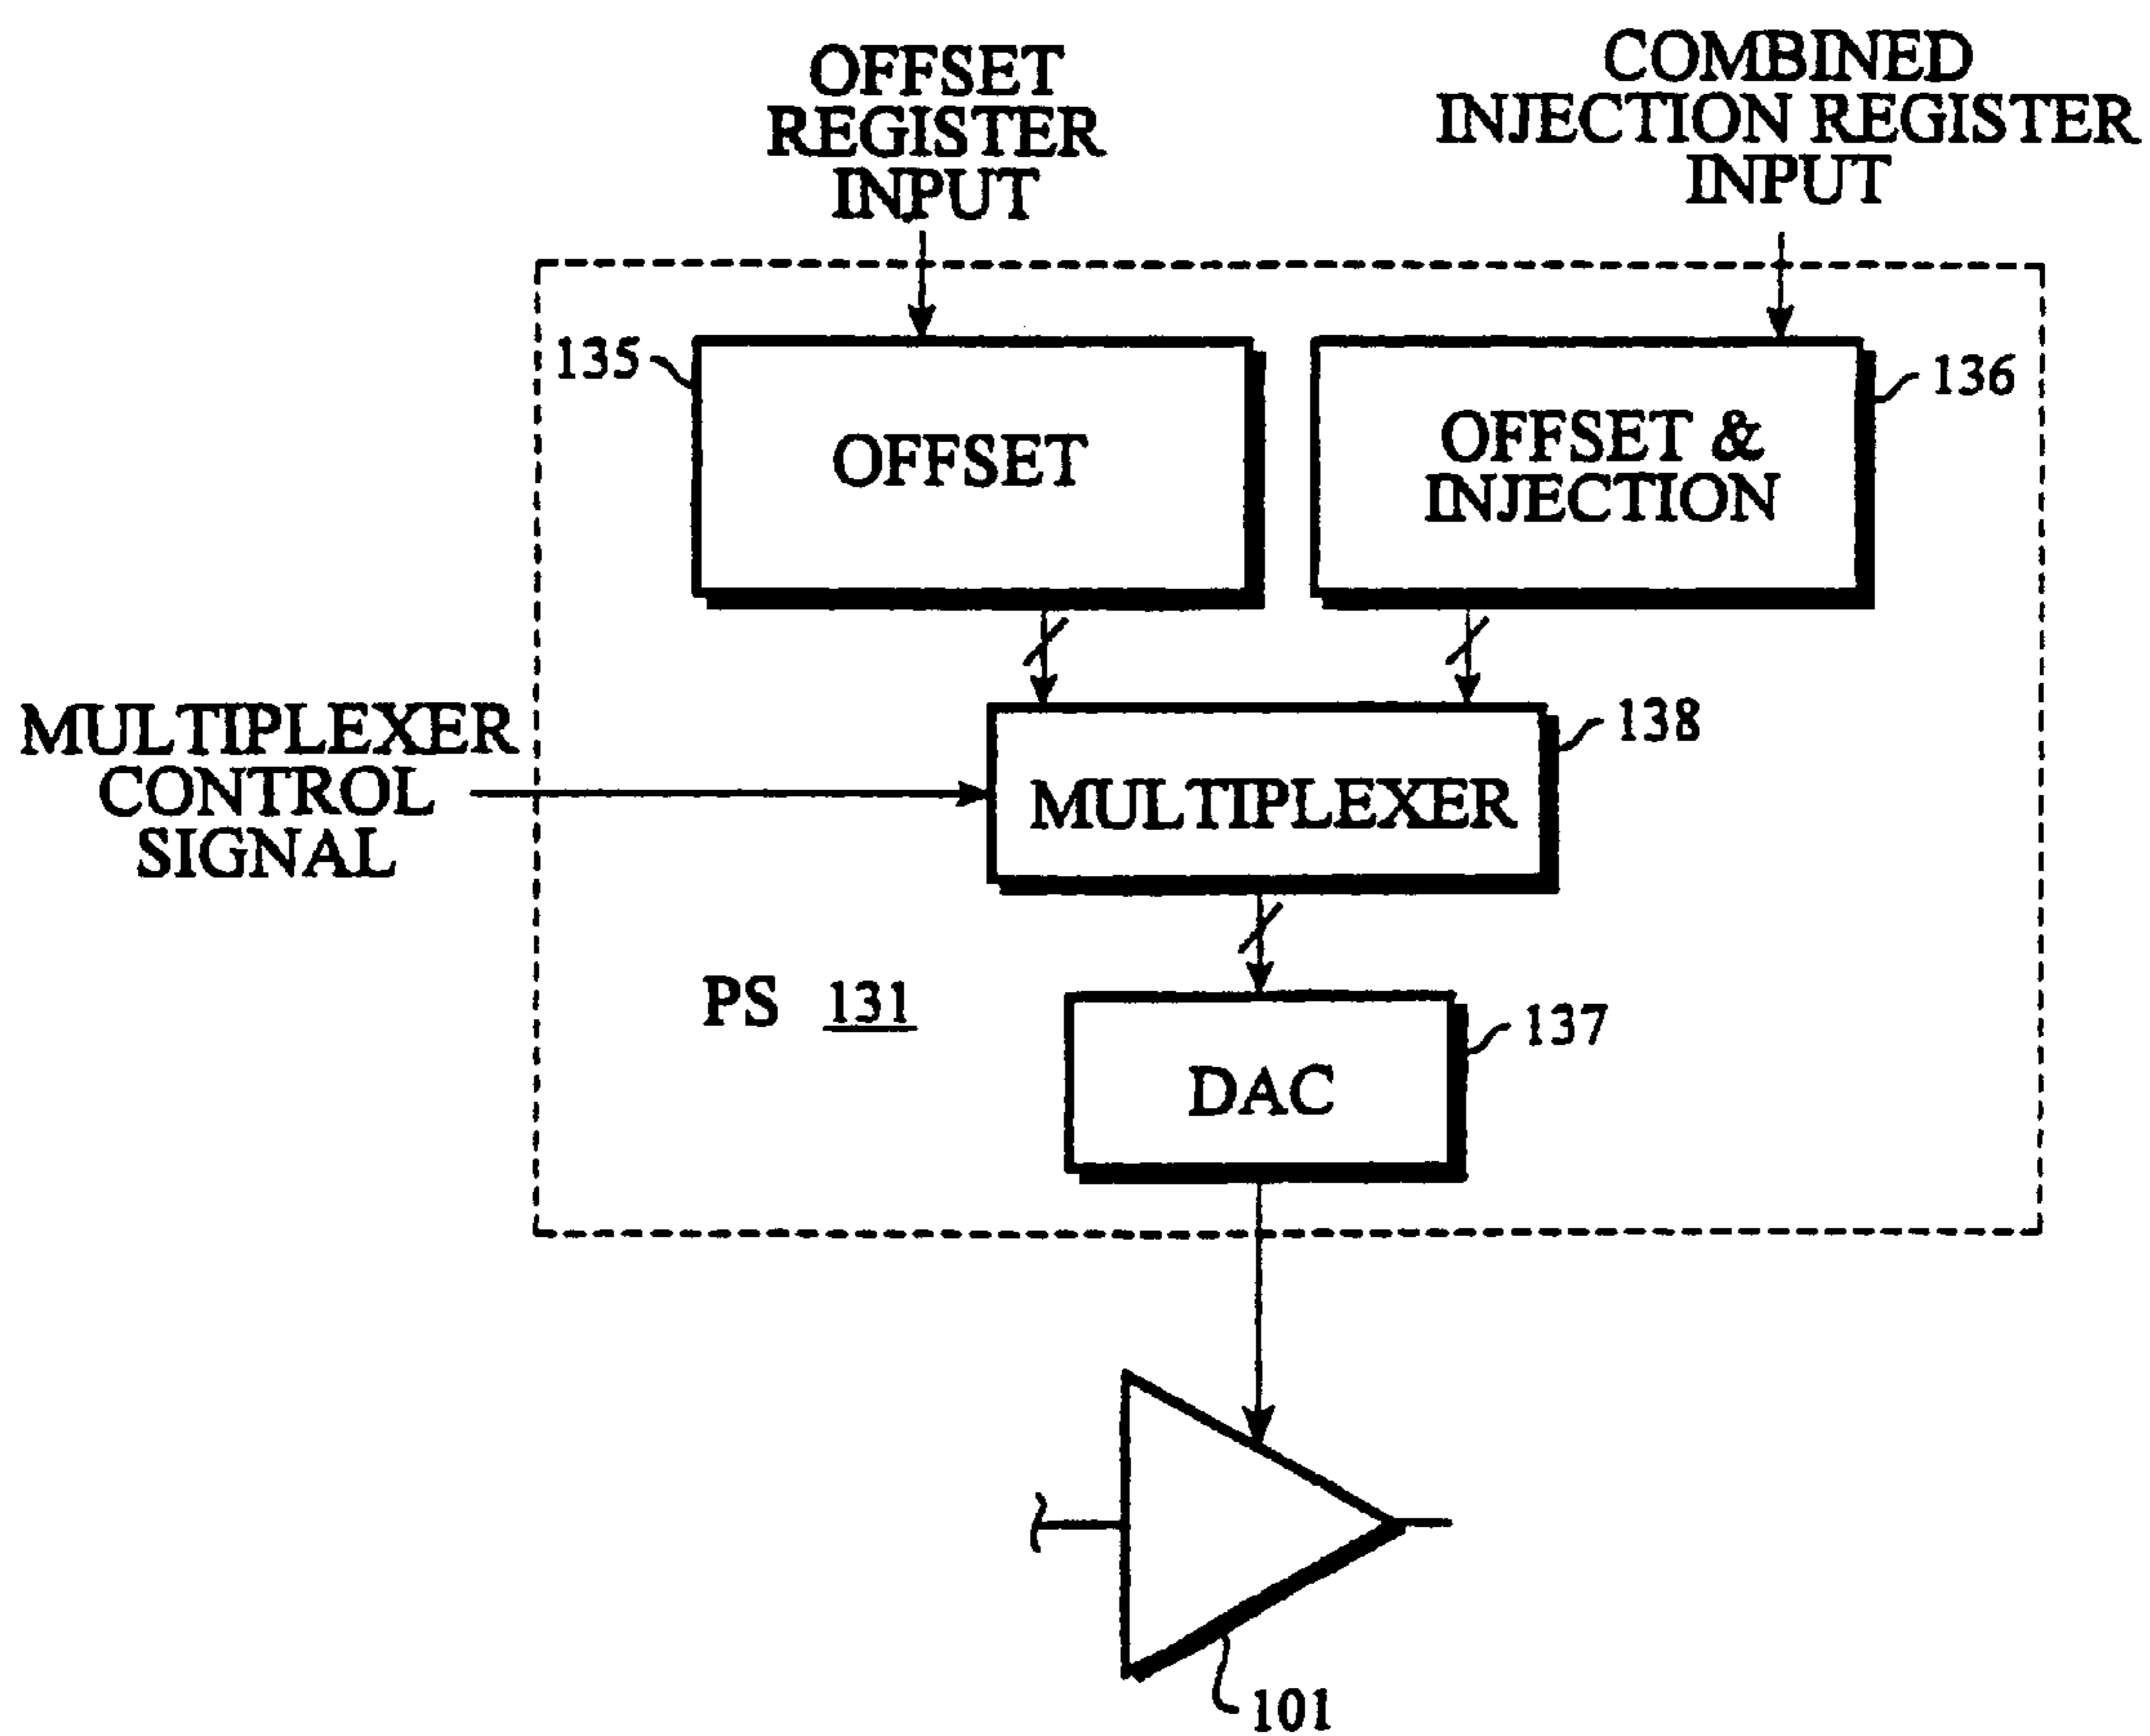 OFFSET
REGISTER
INPUT
COMBINED
INJECTION REGISTER
INPUT
135
OFFSET
OFFSET &
INJECTION
136
MULTIPLEXER
CONTROL
SIGNAL
138
MULTIPLEXER
PS 131
137
DAC
101